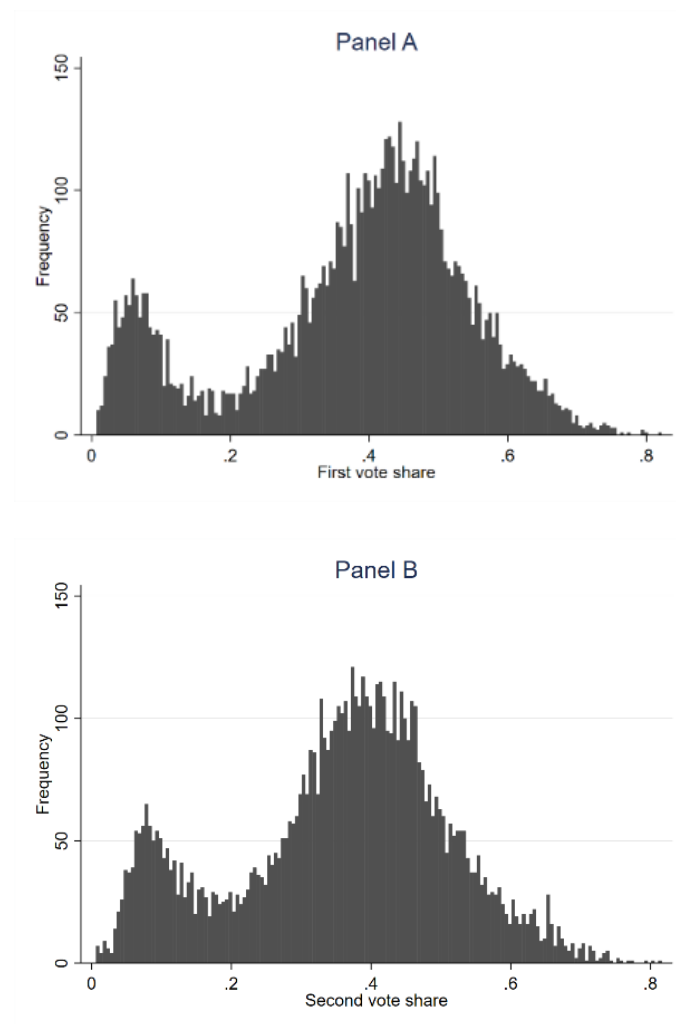 Panel A
150
100
50
0
Frequency
0 .2 .4 .6 .8
First vote share
Panel B
150
100
50
0
Frequency
0 .2 .4 .6 .8
Second vote share